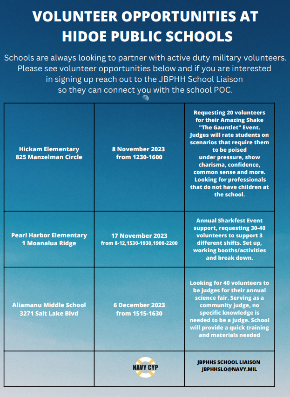 VOLUNTEER OPPORTUNITIES AT
HIDOE PUBLIC SCHOOLS
Schools are always looking to partner with active duty military volunteers.
Please see volunteer opportunities below and if you are interested
in signing up reach out to the JBPHH School Liaison
so they can connect you with the school POC.
Hickam Elementary
825 Manzelman Circle
8 November 2023
from 1230-1600
Requesting 20 volunteers
for their Amazing Shake
"The Gauntlet" Event.
Judges will rate students on
scenarios that require them
to be poised
under pressure, show
charisma, confidence,
common sense and more.
Looking for professionals
that do not have children at
the school.
Pearl Harbor Elementary
1 Moanalua Ridge
17 November 2023
from 8-12,1530-1930,1900-2200
Annual Sharkfest Event
support, requesting 30-40
volunteers to support 3
different shifts. Set up,
working booths/activities
and break down.
Aliamanu Middle School
3271 Salt Lake Blvd
6 December 2023
from 1515-1630
Looking for 40 volunteers to
be judges for their annual
science fair. Serving as a
community judge, no
specific knowledge is
needed to be a judge. School
will provide a quick training
and materials needed
NAVY CYP
JBPHH SCHOOL LIAISON
JBPHHSLO@NAVY.MIL